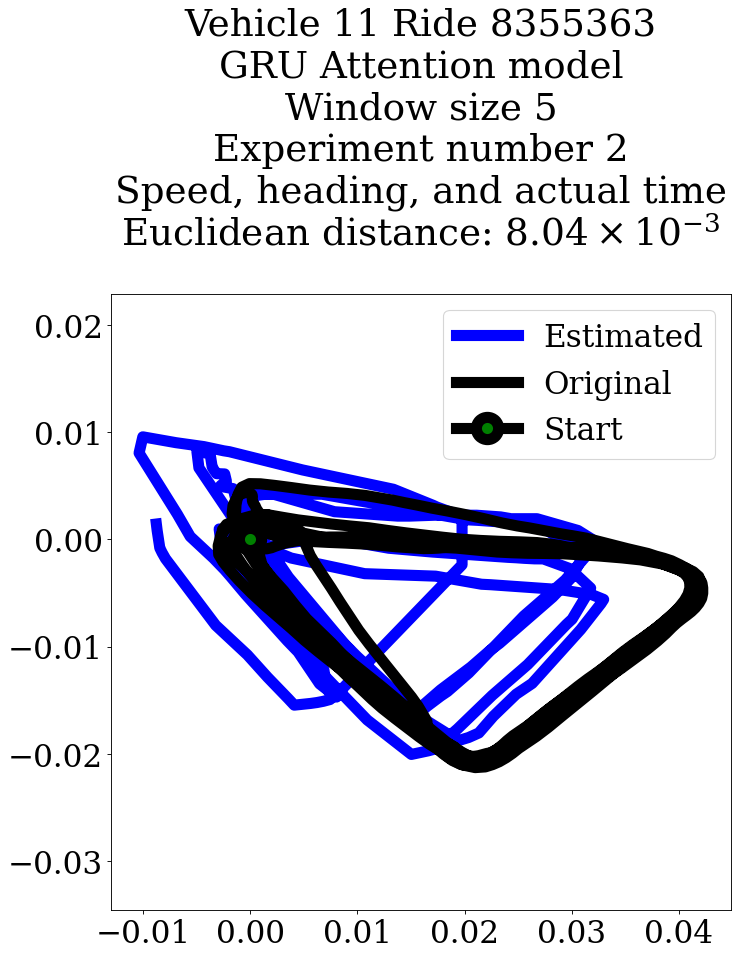 Vehicle 11 Ride 8355363
GRU Attention model
Window size 5
Experiment number 2
Speed, heading, and actual time
Euclidean distance: 8.04 × 10⁻³
Estimated
Original
Start
0.02
0.01
0.00
−0.01
−0.02
−0.03
−0.01 0.00 0.01 0.02 0.03 0.04